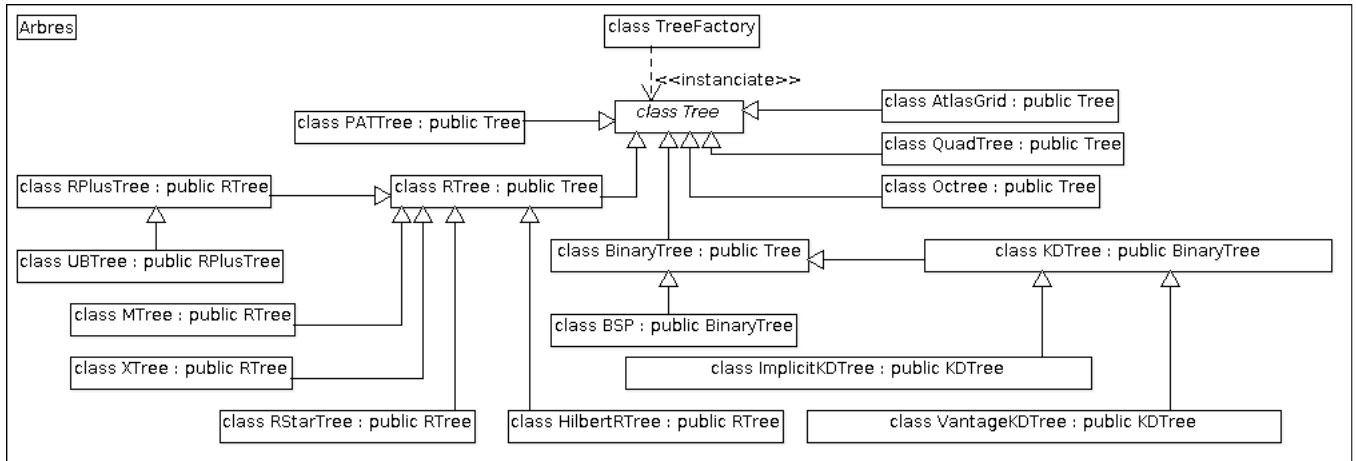 Arbres
class TreeFactory
<<instanciate>>
class Tree
class AtlasGrid : public Tree
class PATTree : public Tree
class QuadTree : public Tree
class RPlusTree : public RTree
class RTree : public Tree
class Octree : public Tree
class UBTree : public RPlusTree
class BinaryTree : public Tree
class KDTree : public BinaryTree
class MTree : public RTree
class BSP : public BinaryTree
class XTree : public RTree
class ImplicitKDTree : public KDTree
class RStarTree : public RTree
class HilbertRTree : public RTree
class VantageKDTree : public KDTree